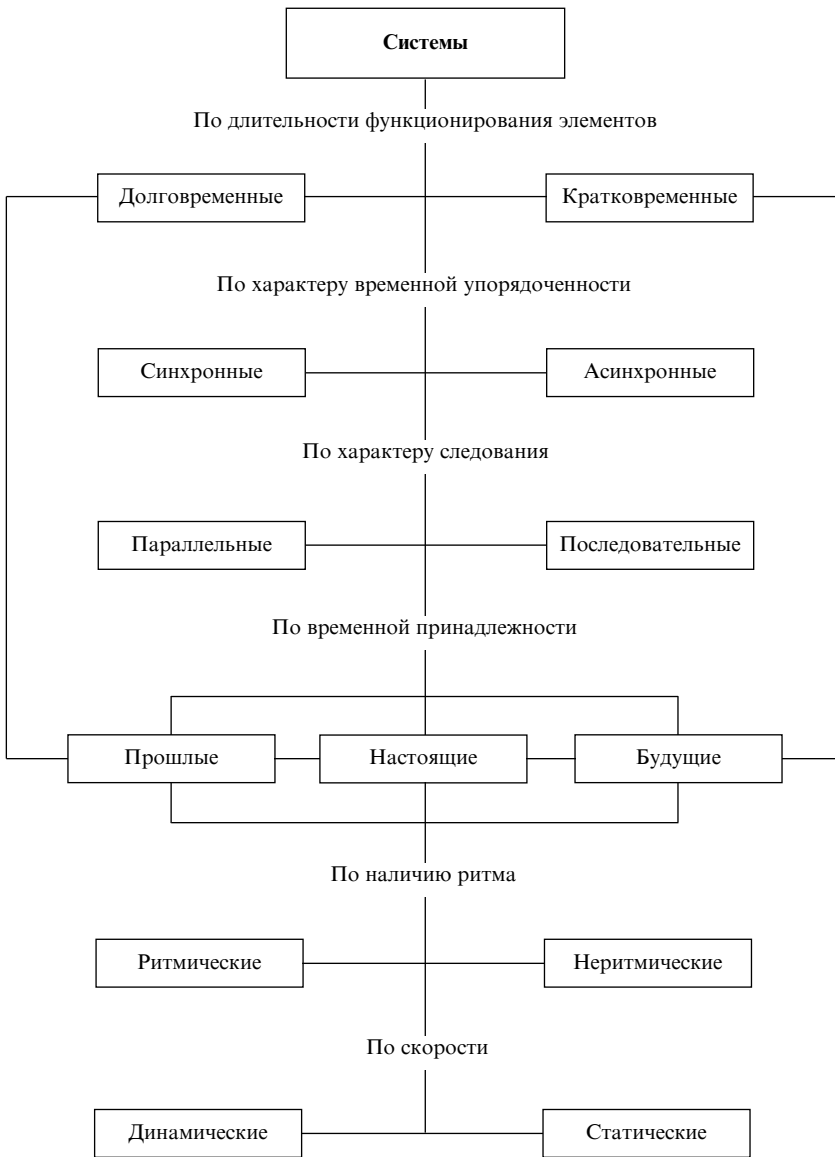 Системы
По длительности функционирования элементов
Долговременные
Кратковременные
По характеру временной упорядоченности
Синхронные
Асинхронные
По характеру следования
Параллельные
Последовательные
По временной принадлежности
Прошлые
Настоящие
Будущие
По наличию ритма
Ритмические
Неритмические
По скорости
Динамические
Статические